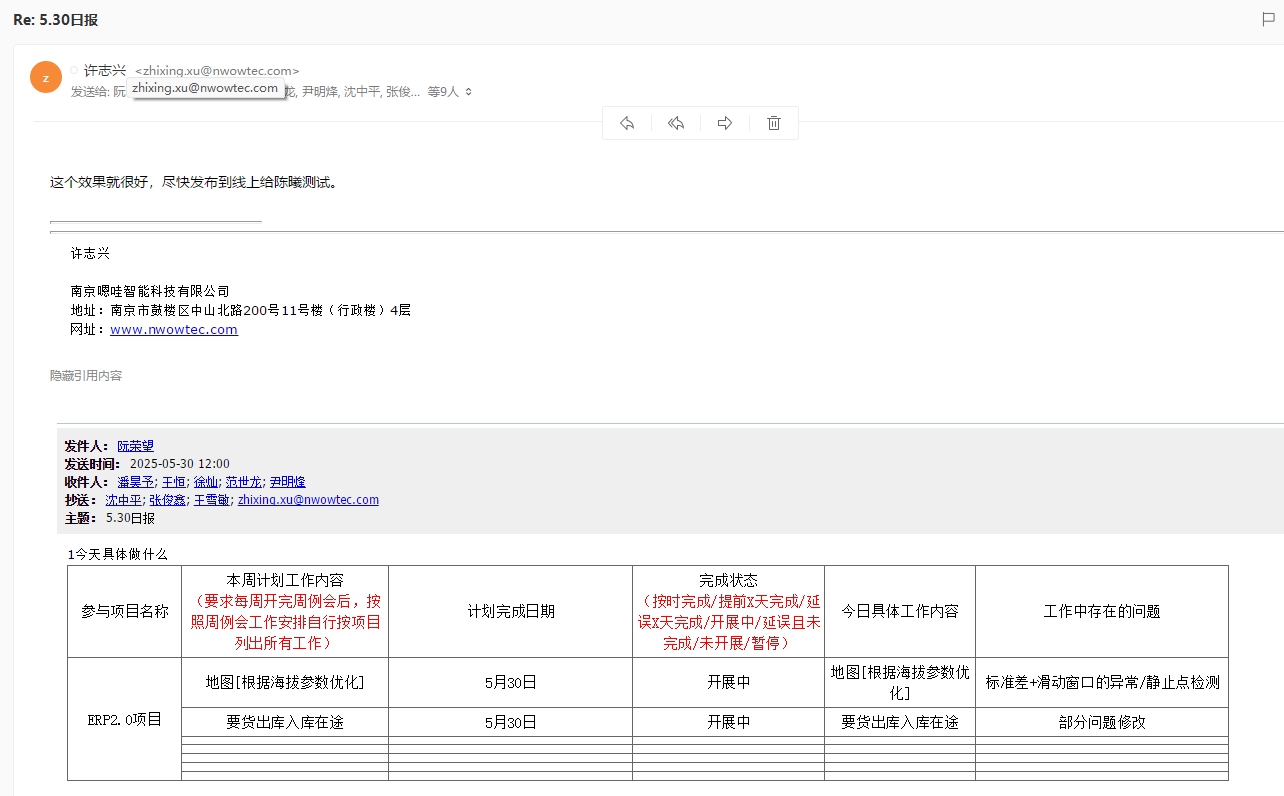 Re: 5.30日报
z
许志兴 <zhixing.xu@nwowtec.com>
发送给: 阮 龙, 尹明烽, 沈中平, 张俊... 等9人
zhixing.xu@nwowtec.com
这个效果就很好，尽快发布到线上给陈曦测试。
许志兴
南京嗯哇智能科技有限公司
地址：南京市鼓楼区中山北路200号11号楼（行政楼）4层
网址：www.nwowtec.com
隐藏引用内容
发件人： 阮荣望
发送时间： 2025-05-30 12:00
收件人： 潘昊予; 王恒; 徐灿; 范世龙; 尹明烽
抄送： 沈中平; 张俊鑫; 王雪敏; zhixing.xu@nwowtec.com
主题： 5.30日报
1今天具体做什么
参与项目名称
本周计划工作内容
（要求每周开完周例会后，按
照周例会工作安排自行按项目
列出所有工作）
计划完成日期
完成状态
（按时完成/提前X天完成/延
误X天完成/开展中/延误且未
完成/未开展/暂停）
今日具体工作内容
工作中存在的问题
ERP2.0项目
地图[根据海拔参数优化]
5月30日
开展中
地图[根据海拔参数优
化]
标准差+滑动窗口的异常/静止点检测
要货出库入库在途
5月30日
开展中
要货出库入库在途
部分问题修改